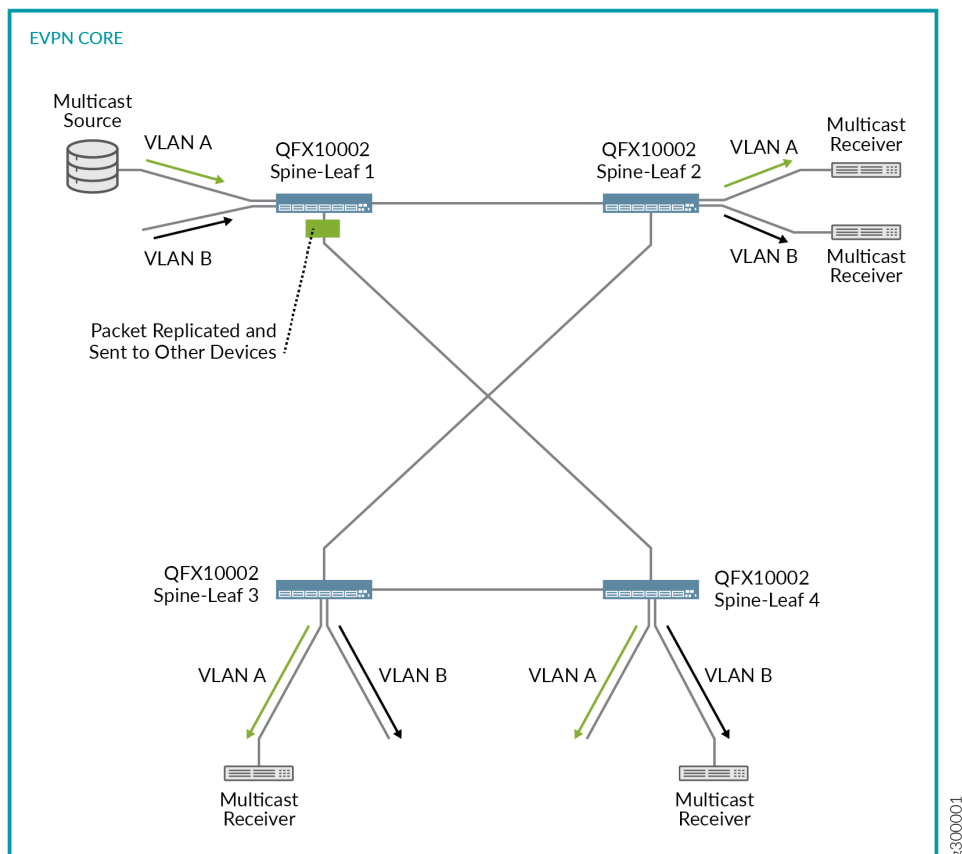 EVPN CORE
Multicast
Source
VLAN A
VLAN B
QFX10002
Spine-Leaf 1
QFX10002
Spine-Leaf 2
VLAN A
VLAN B
Multicast
Receiver
Multicast
Receiver
Packet Replicated and
Sent to Other Devices
QFX10002
Spine-Leaf 3
QFX10002
Spine-Leaf 4
VLAN A
VLAN B
VLAN A
VLAN B
Multicast
Receiver
Multicast
Receiver